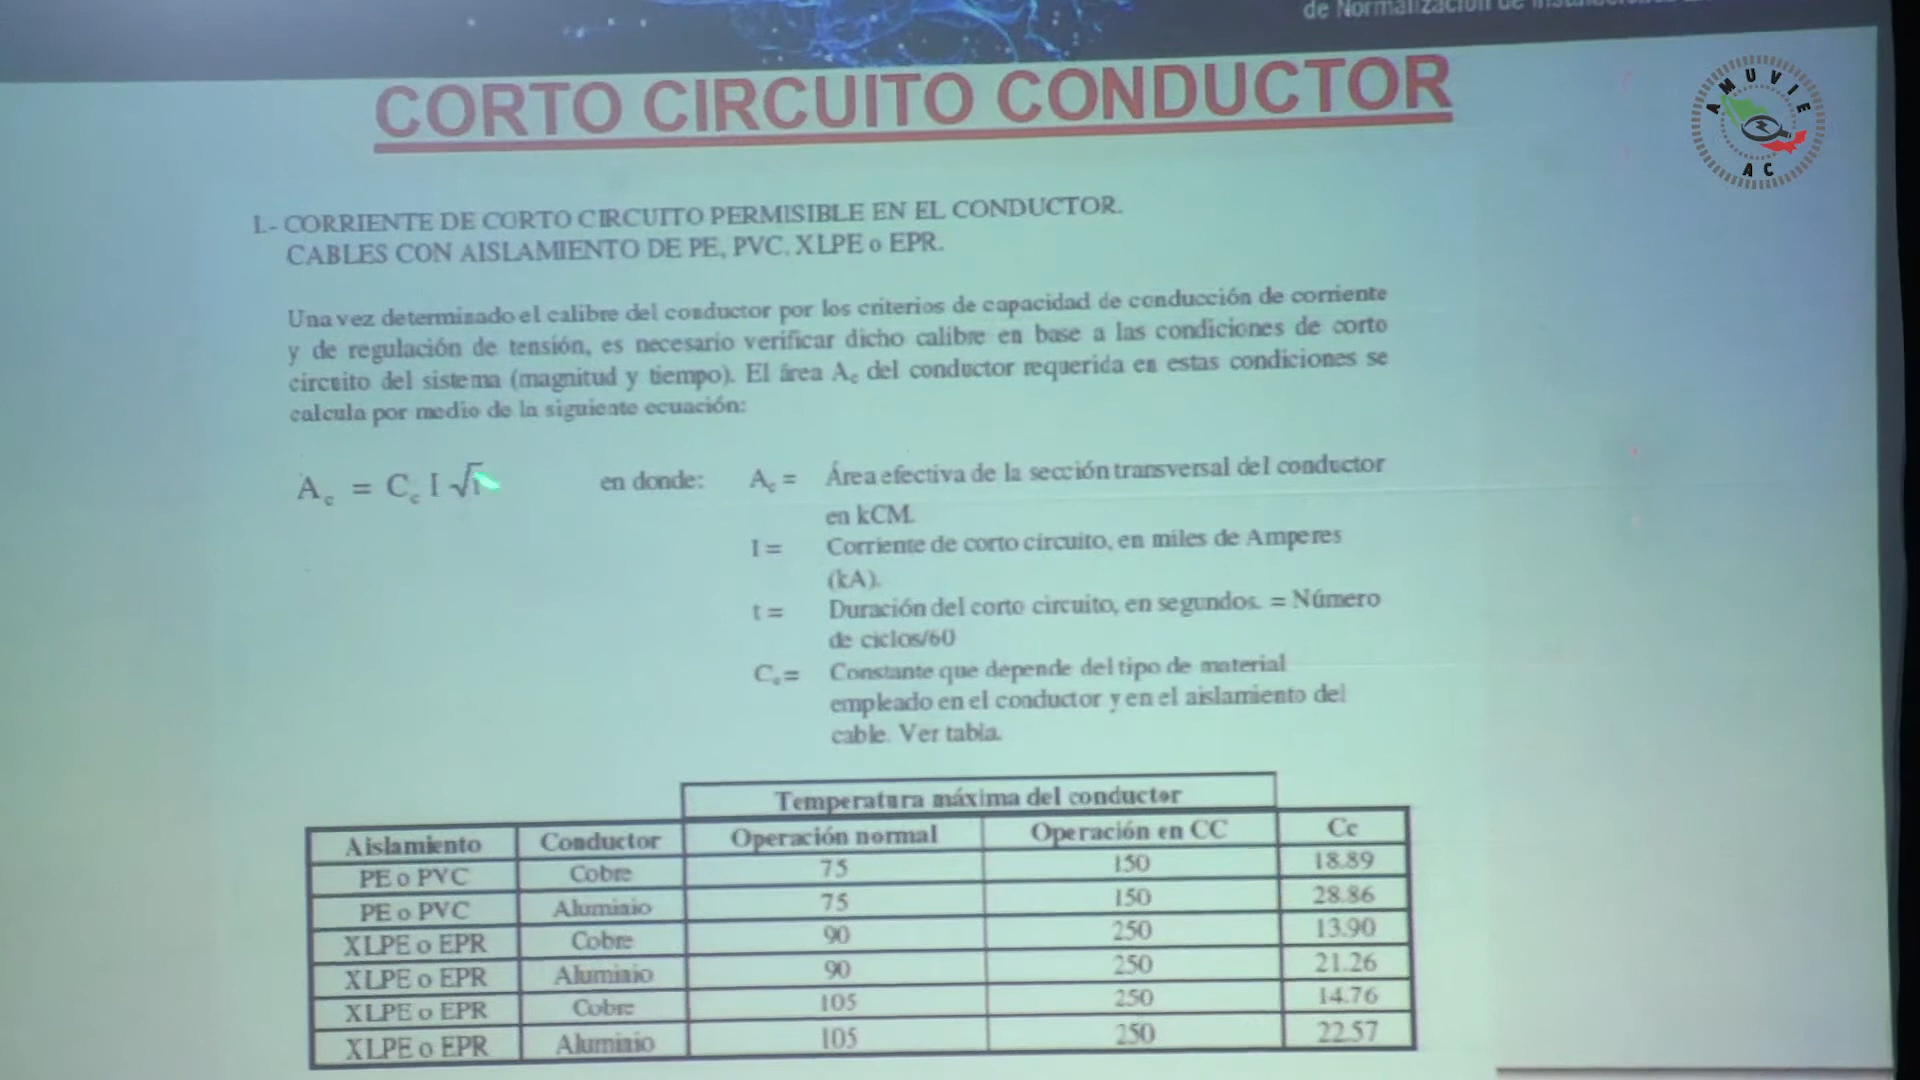 de Normalización de
CORTO CIRCUITO CONDUCTOR
AMUVIE
AC
I.- CORRIENTE DE CORTO CIRCUITO PERMISIBLE EN EL CONDUCTOR.
CABLES CON AISLAMIENTO DE PE, PVC, XLPE o EPR.
Una vez determinado el calibre del conductor por los criterios de capacidad de conducción de corriente
y de regulación de tensión, es necesario verificar dicho calibre en base a las condiciones de corto
circuito del sistema (magnitud y tiempo). El área Ac del conductor requerida en estas condiciones se
calcula por medio de la siguiente ecuación:
Ac = Cc I √t en donde: Ac = Área efectiva de la sección transversal del conductor
en kCM.
I = Corriente de corto circuito, en miles de Amperes
(kA).
t = Duración del corto circuito, en segundos. = Número
de ciclos/60
Cc = Constante que depende del tipo de material
empleado en el conductor y en el aislamiento del
cable. Ver tabla.
Temperatura máxima del conductor
Aislamiento Conductor Operación normal Operación en CC Cc
PE o PVC Cobre 75 150 18.89
PE o PVC Aluminio 75 150 28.86
XLPE o EPR Cobre 90 250 13.90
XLPE o EPR Aluminio 90 250 21.26
XLPE o EPR Cobre 105 250 14.76
XLPE o EPR Aluminio 105 250 22.57